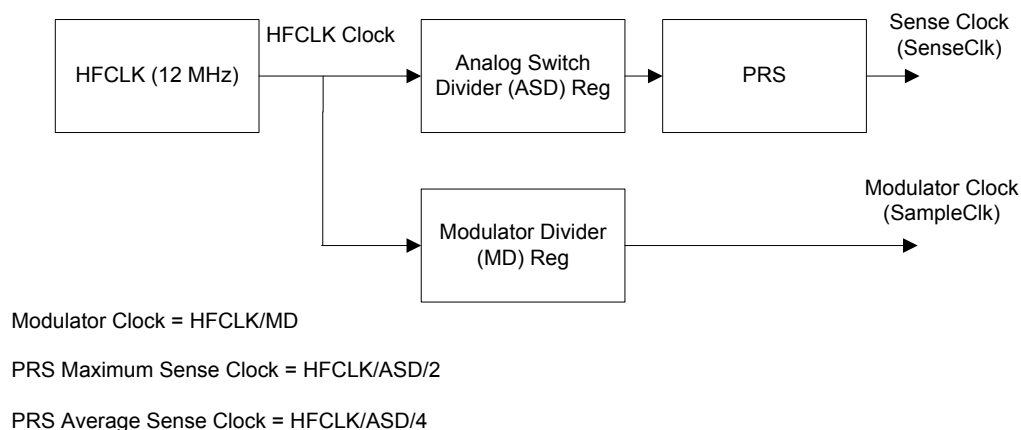 HFCLK (12 MHz)
HFCLK Clock
Analog Switch
Divider (ASD) Reg
PRS
Sense Clock
(SenseClk)
Modulator Divider
(MD) Reg
Modulator Clock
(SampleClk)
Modulator Clock = HFCLK/MD
PRS Maximum Sense Clock = HFCLK/ASD/2
PRS Average Sense Clock = HFCLK/ASD/4